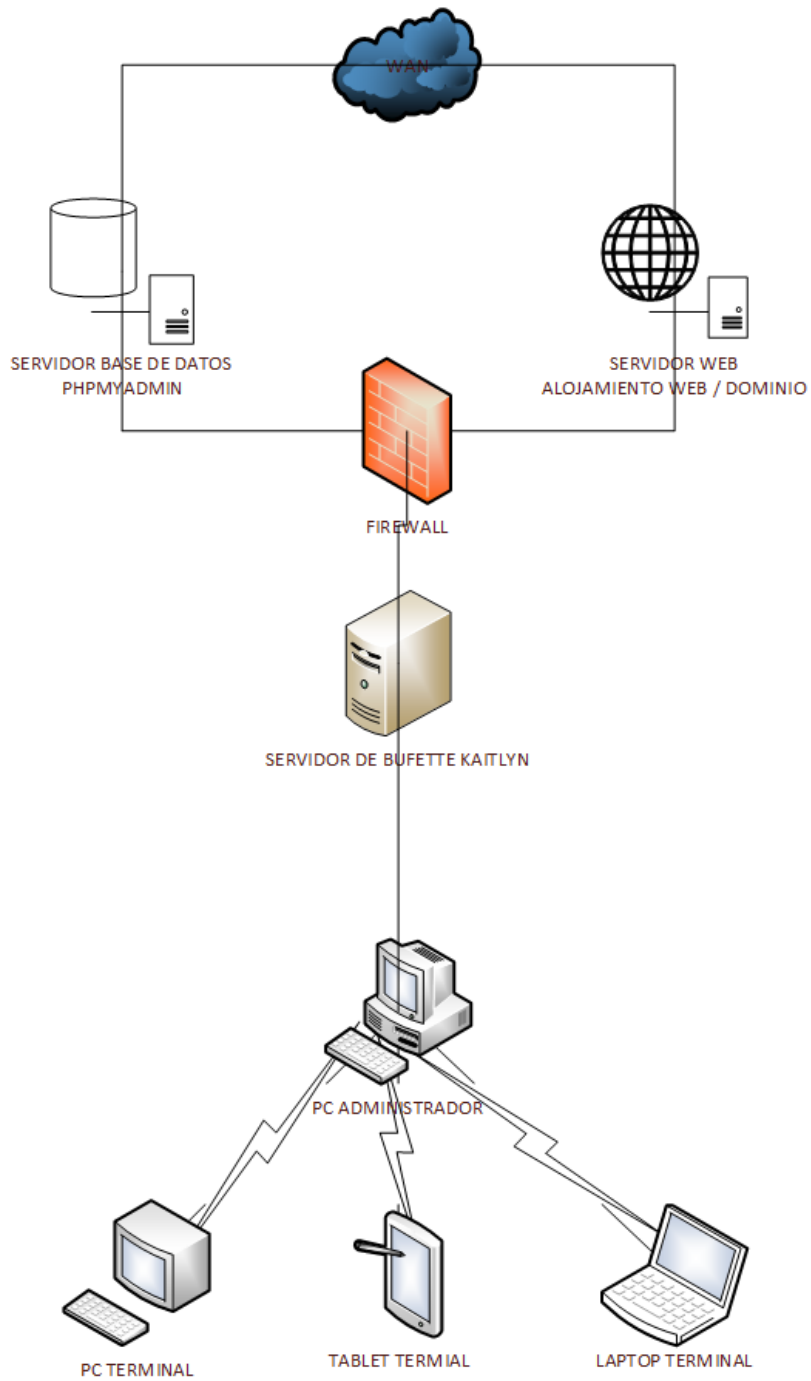 WAN
SERVIDOR BASE DE DATOS
PHPMYADMIN
SERVIDOR WEB
ALOJAMIENTO WEB / DOMINIO
FIREWALL
SERVIDOR DE BUFETTE KAITLYN
PC ADMINISTRADOR
PC TERMINAL
TABLET TERMIAL
LAPTOP TERMINAL